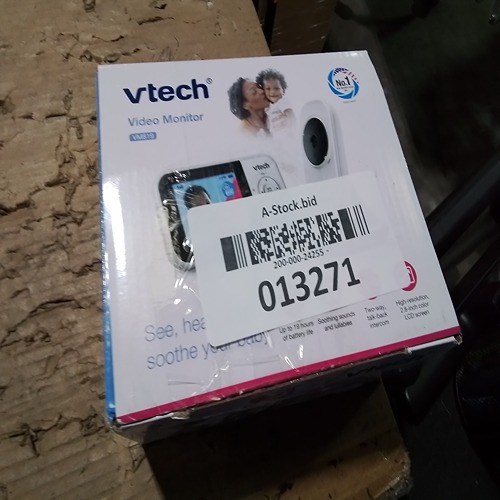 vtech®
Video Monitor
VM819
No.1
vtech
A-Stock.bid
200-000-24255
013271
See, hea
soothe your baby
Up to 19 hours
of battery life
Soothing sounds
and lullabies
Two-way,
talk-back
intercom
High-resolution,
2.8-inch color
LCD screen